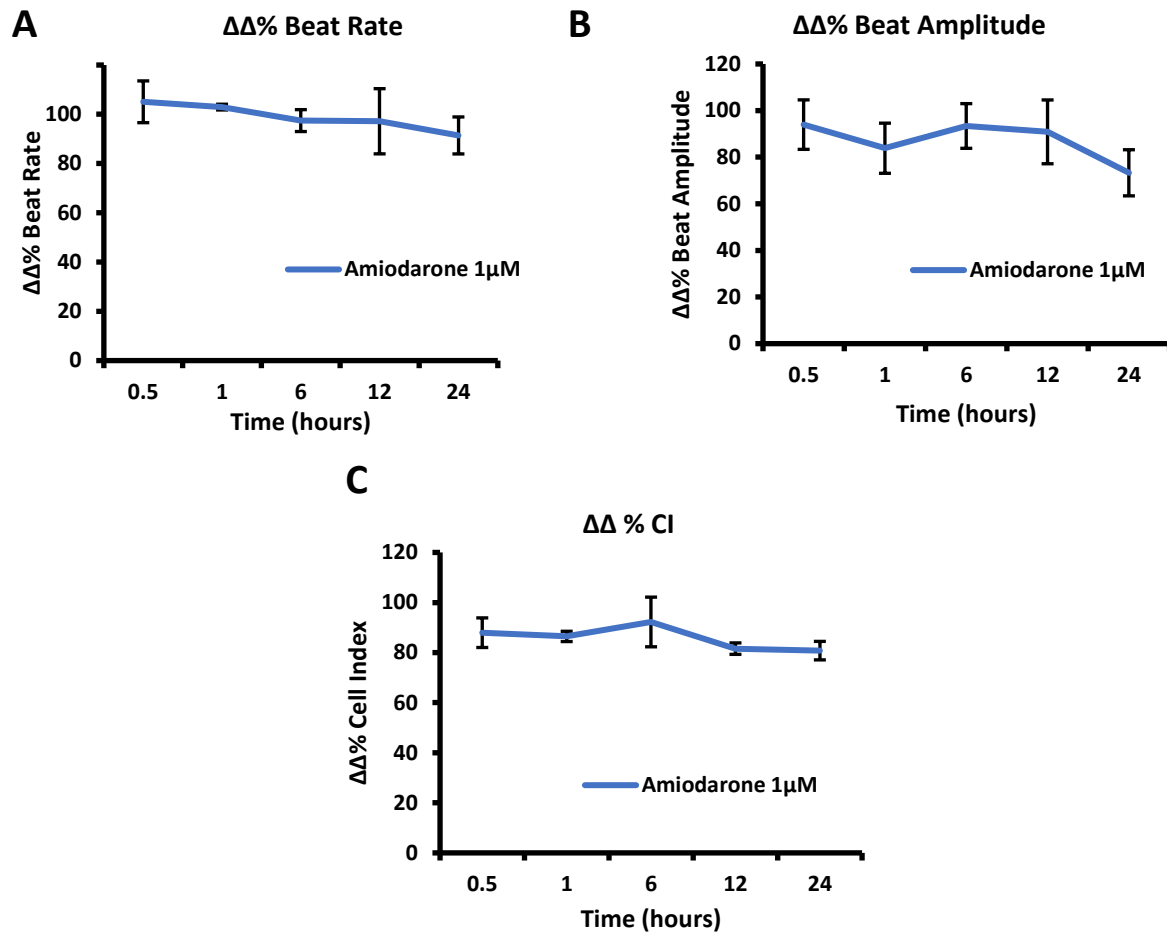 A
ΔΔ% Beat Rate
ΔΔ% Beat Rate
100
80
60
40
20
0
Amiodarone 1μM
0.5 1 6 12 24
Time (hours)
B
ΔΔ% Beat Amplitude
ΔΔ% Beat Amplitude
120
100
80
60
40
20
0
Amiodarone 1μM
0.5 1 6 12 24
Time (hours)
C
ΔΔ % CI
ΔΔ% Cell Index
120
100
80
60
40
20
0
Amiodarone 1μM
0.5 1 6 12 24
Time (hours)